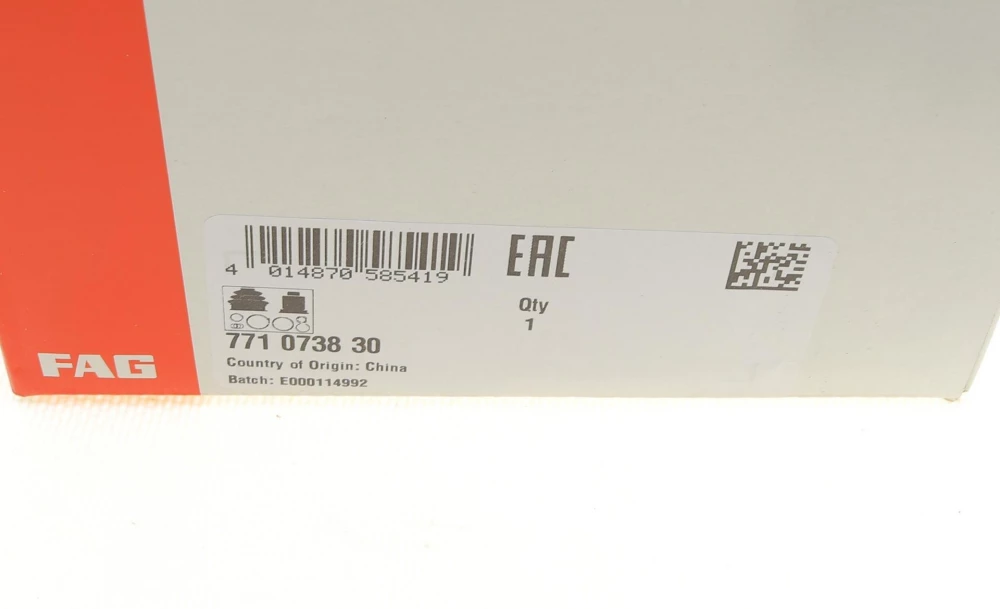 4 014870 585419
EAC
Qty
1
771 0738 30
Country of Origin: China
Batch: E000114992
FAG